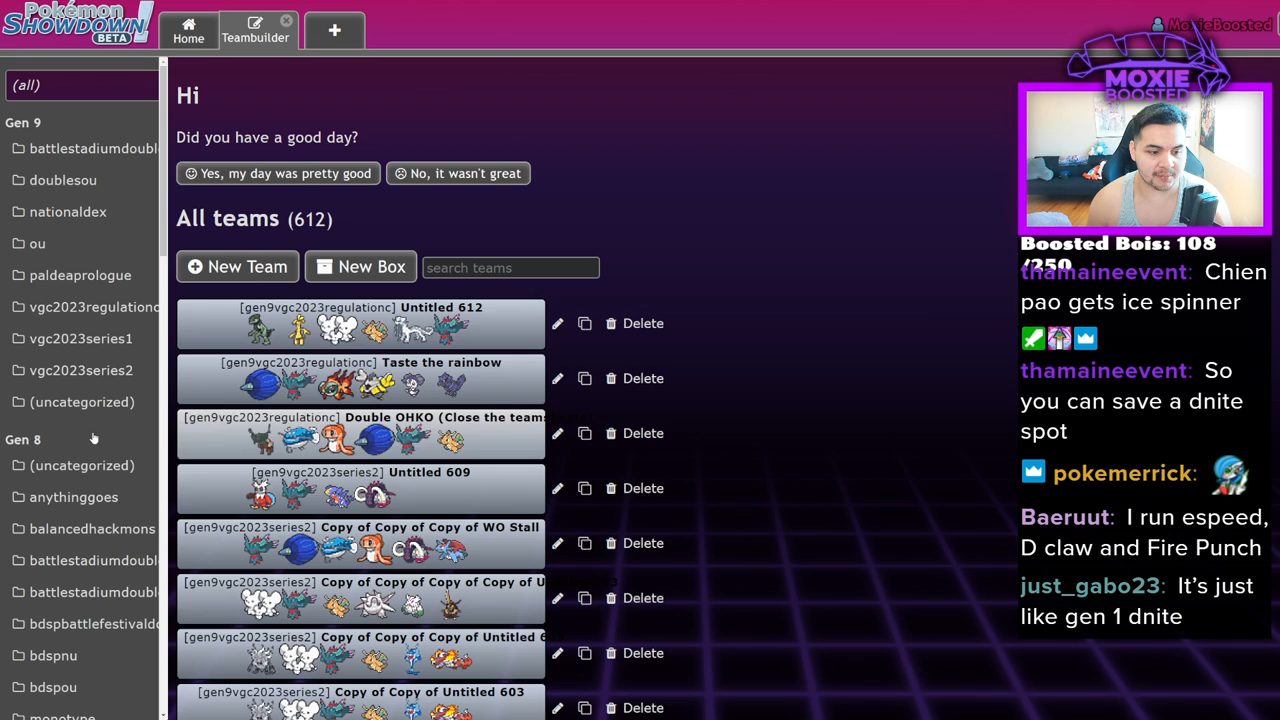 Pokémon
SHOWDOWN!
BETA
Home
Teambuilder
MoxieBoosted
(all)
Gen 9
battlestadiumdoubl
doublesou
nationaldex
ou
paldeaprologue
vgc2023regulationc
vgc2023series1
vgc2023series2
(uncategorized)
Gen 8
(uncategorized)
anythinggoes
balancedhackmons
battlestadiumdouble
battlestadiumdouble
bdspbattlefestivaldo
bdspnu
bdspou
monotype
Hi
Did you have a good day?
Yes, my day was pretty good
No, it wasn't great
All teams (612)
New Team
New Box
search teams
[gen9vgc2023regulationc] Untitled 612
Delete
[gen9vgc2023regulationc] Taste the rainbow
Delete
[gen9vgc2023regulationc] Double OHKO (Close the team
Delete
[gen9vgc2023series2] Untitled 609
Delete
[gen9vgc2023series2] Copy of Copy of Copy of WO Stall
Delete
[gen9vgc2023series2] Copy of Copy of Copy of Copy of U
Delete
[gen9vgc2023series2] Copy of Copy of Copy of Untitled
Delete
[gen9vgc2023series2] Copy of Copy of Untitled 603
Delete
MOXIE
BOOSTED
Boosted Bois: 108
/250
thamaineevent: Chien
pao gets ice spinner
thamaineevent: So
you can save a dnite
spot
pokemerrick:
Baeruut: I run espeed,
D claw and Fire Punch
just_gabo23: It's just
like gen 1 dnite